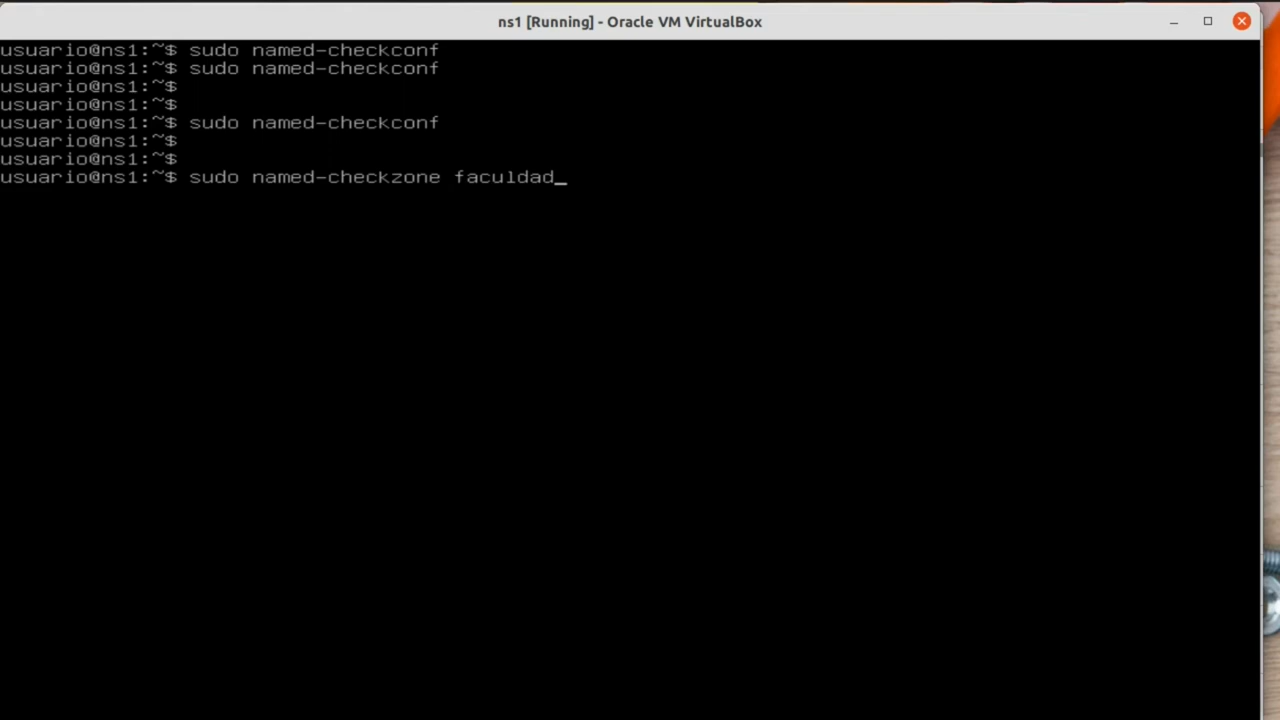 ns1 [Running] - Oracle VM VirtualBox
usuario@ns1:~$ sudo named-checkconf
usuario@ns1:~$ sudo named-checkconf
usuario@ns1:~$
usuario@ns1:~$
usuario@ns1:~$ sudo named-checkconf
usuario@ns1:~$
usuario@ns1:~$
usuario@ns1:~$ sudo named-checkzone faculdad_